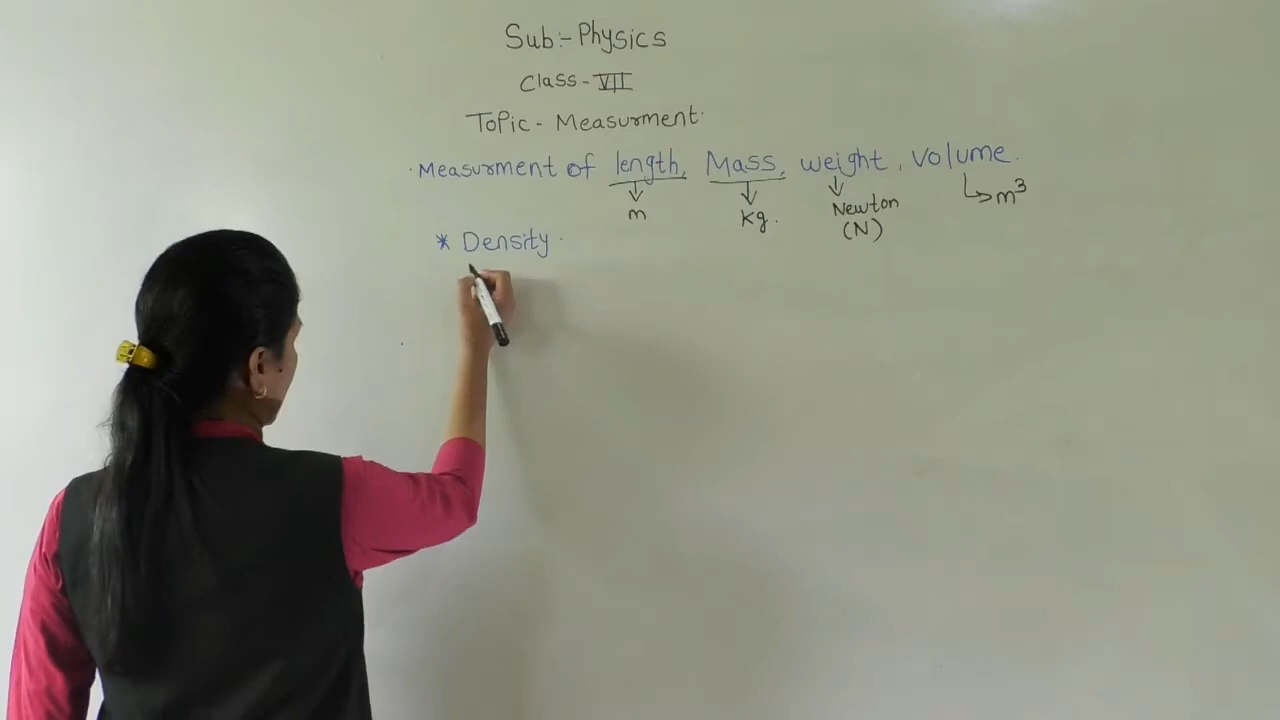 Sub:- Physics
Class - VII
Topic - Measurment.
. Measurment of length, Mass, weight, Volume.
↓ m ↓ kg. ↓ Newton (N) ↳ m³
* Density.